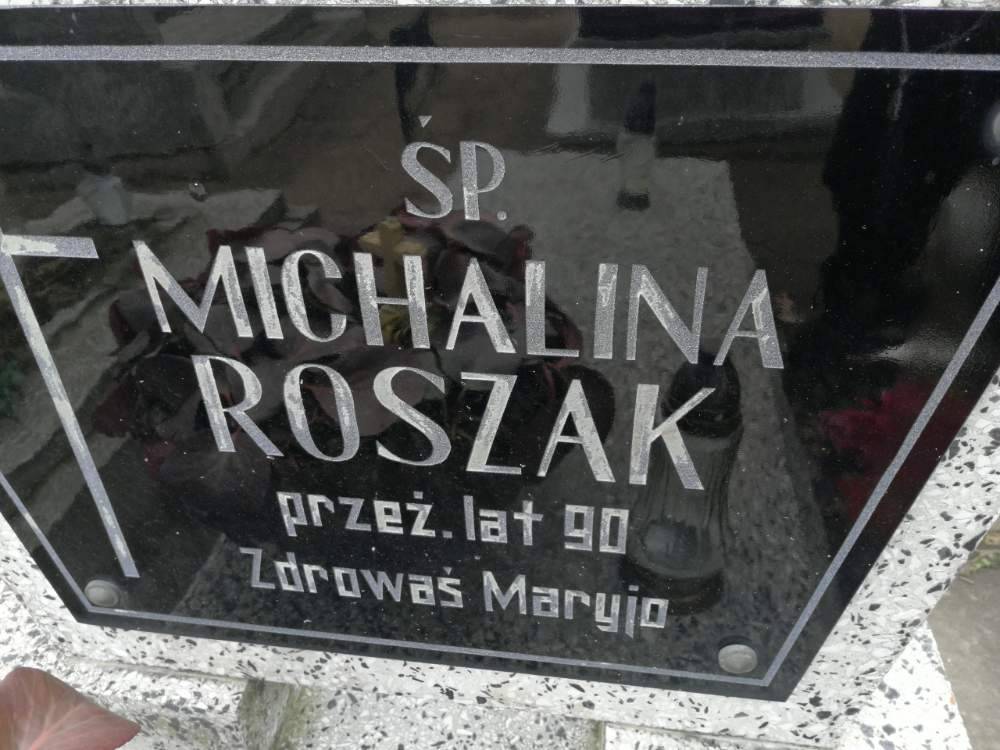 ŚP.
MICHALINA
ROSZAK
przeż. lat 90
Zdrowaś Maryjo